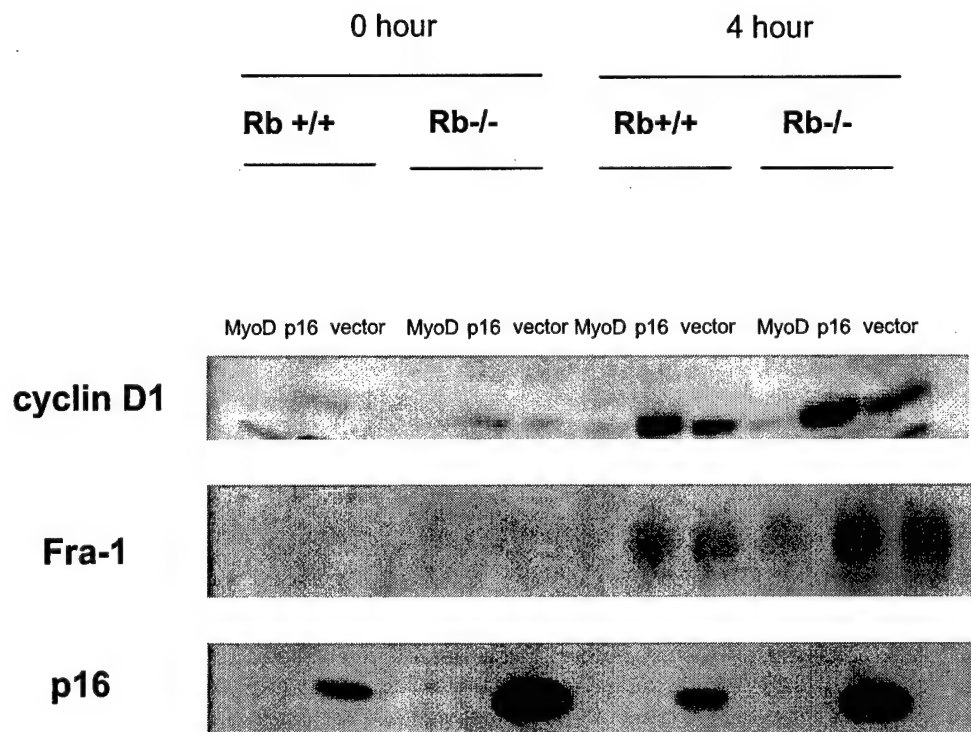 0 hour 4 hour
Rb +/+ Rb-/- Rb+/+ Rb-/-
MyoD p16 vector MyoD p16 vector MyoD p16 vector MyoD p16 vector
cyclin D1
Fra-1
p16